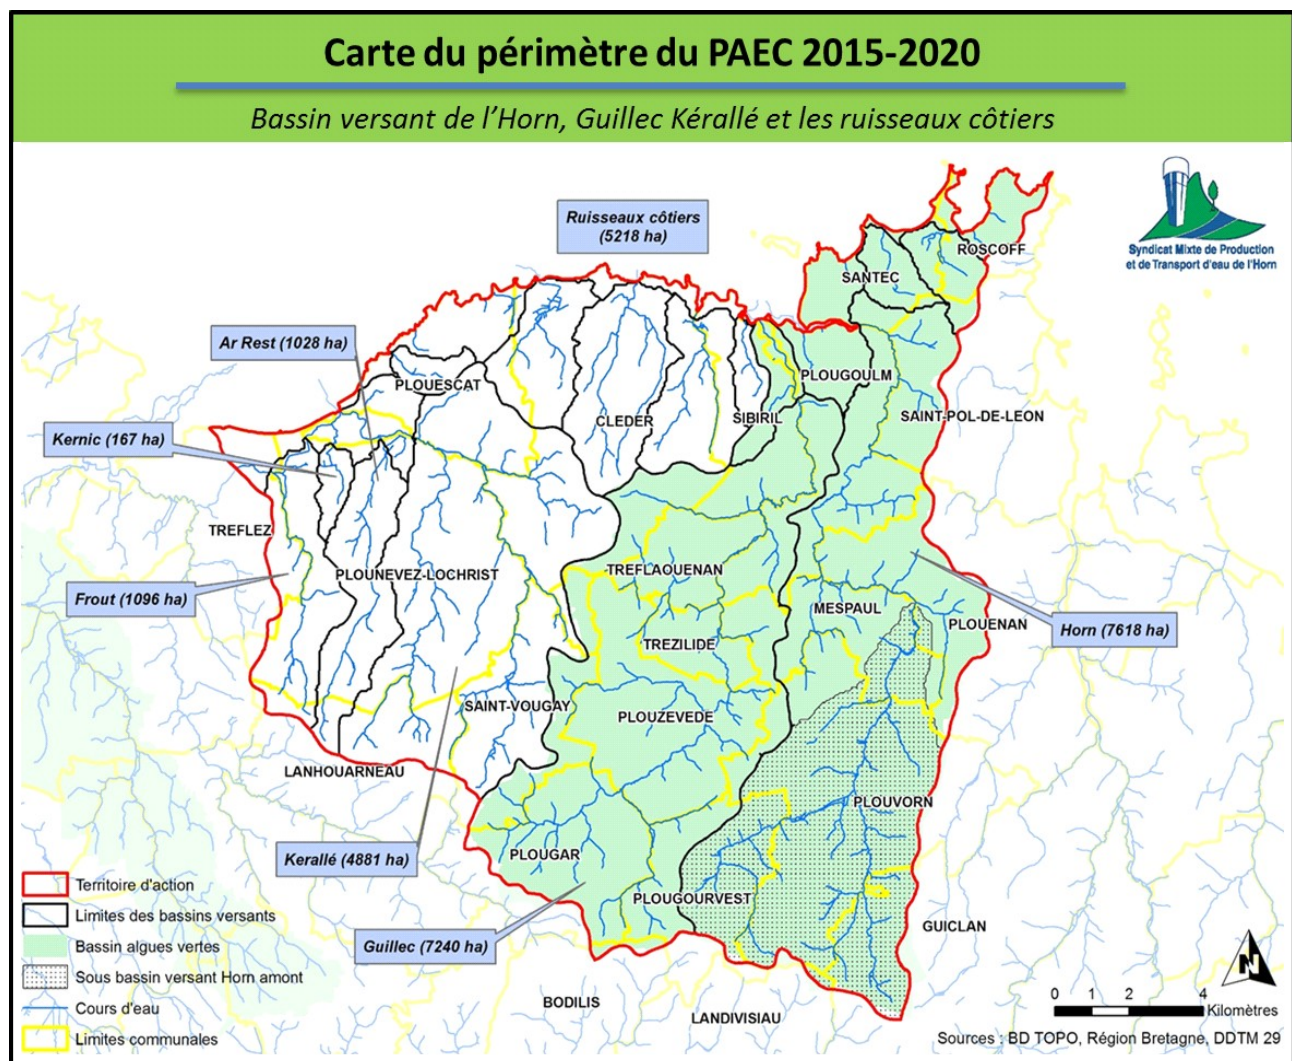 Carte du périmètre du PAEC 2015-2020
Bassin versant de l'Horn, Guillec Kérallé et les ruisseaux côtiers
Syndicat Mixte de Production
et de Transport d'eau de l'Horn
Ruisseaux côtiers
(5218 ha)
ROSCOFF
SANTEC
Ar Rest (1028 ha)
PLOUESCAT
PLOUGOULM
CLEDER
SIBIRIL
SAINT-POL-DE-LEON
Kernic (167 ha)
TREFLEZ
PLOUNEVEZ-LOCHRIST
TREFLAOUENAN
Frout (1096 ha)
MESPAUL
PLOUENAN
Horn (7618 ha)
TREZILIDE
SAINT-VOUGAY
PLOUZEVEDE
LANHOUARNEAU
PLOUVORN
Kerallé (4881 ha)
PLOUGAR
PLOUGOURVEST
GUICLAN
Guillec (7240 ha)
BODILIS
LANDIVISIAU
Territoire d'action
Limites des bassins versants
Bassin algues vertes
Sous bassin versant Horn amont
Cours d'eau
Limites communales
N
0 1 2 4
Kilomètres
Sources : BD TOPO, Région Bretagne, DDTM 29